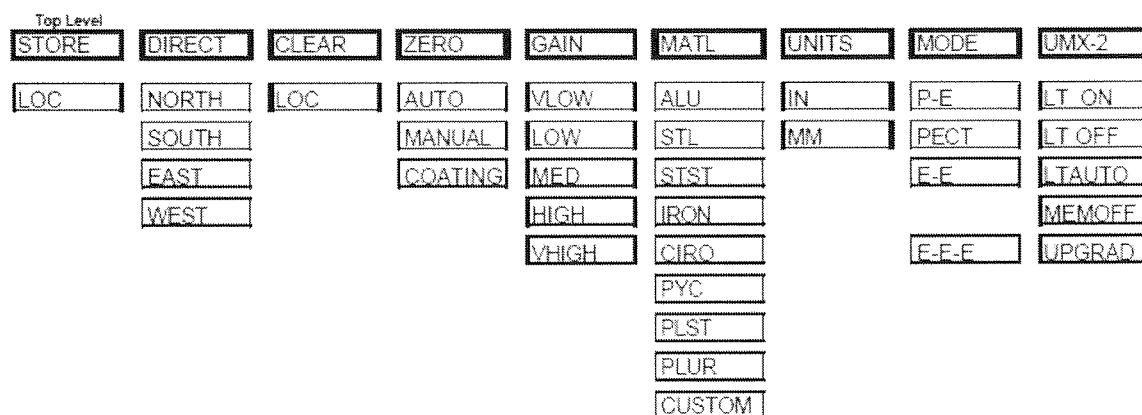 Top Level
STORE DIRECT CLEAR ZERO GAIN MATL UNITS MODE UMX-2
LOC NORTH LOC AUTO VLOW ALU IN P-E LT ON
SOUTH MANUAL LOW STL MM PECT LT OFF
EAST COATING MED STST E-E LTAUTO
WEST HIGH IRON MEMOFF
VHIGH CIRO E-E-E UPGRAD
PYC
PLST
PLUR
CUSTOM